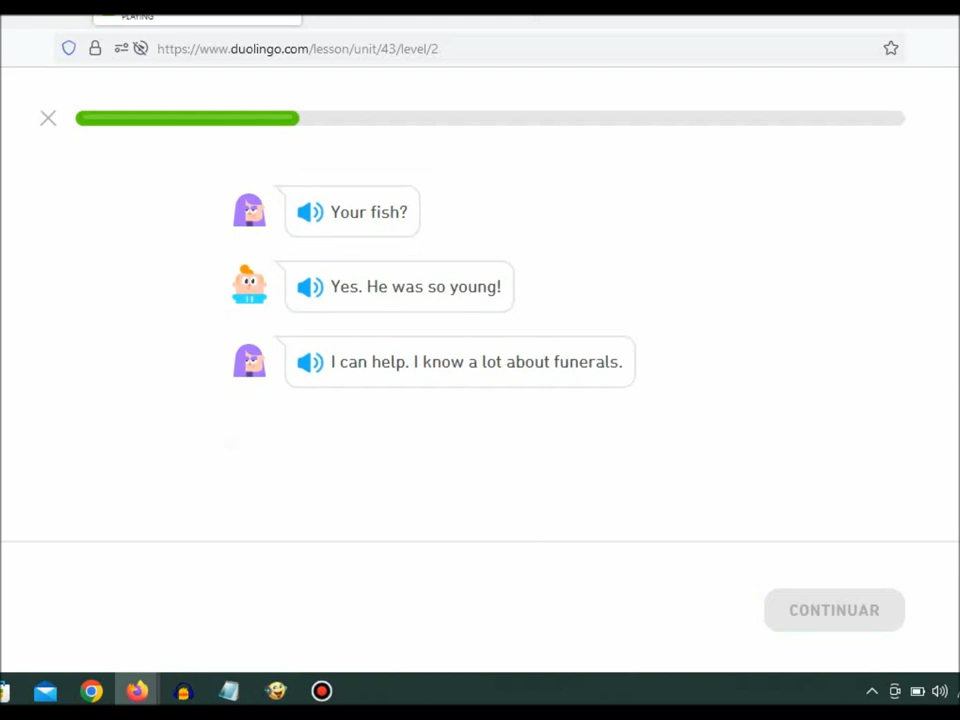 PLAYING
https://www.duolingo.com/lesson/unit/43/level/2
Your fish?
Yes. He was so young!
I can help. I know a lot about funerals.
CONTINUAR